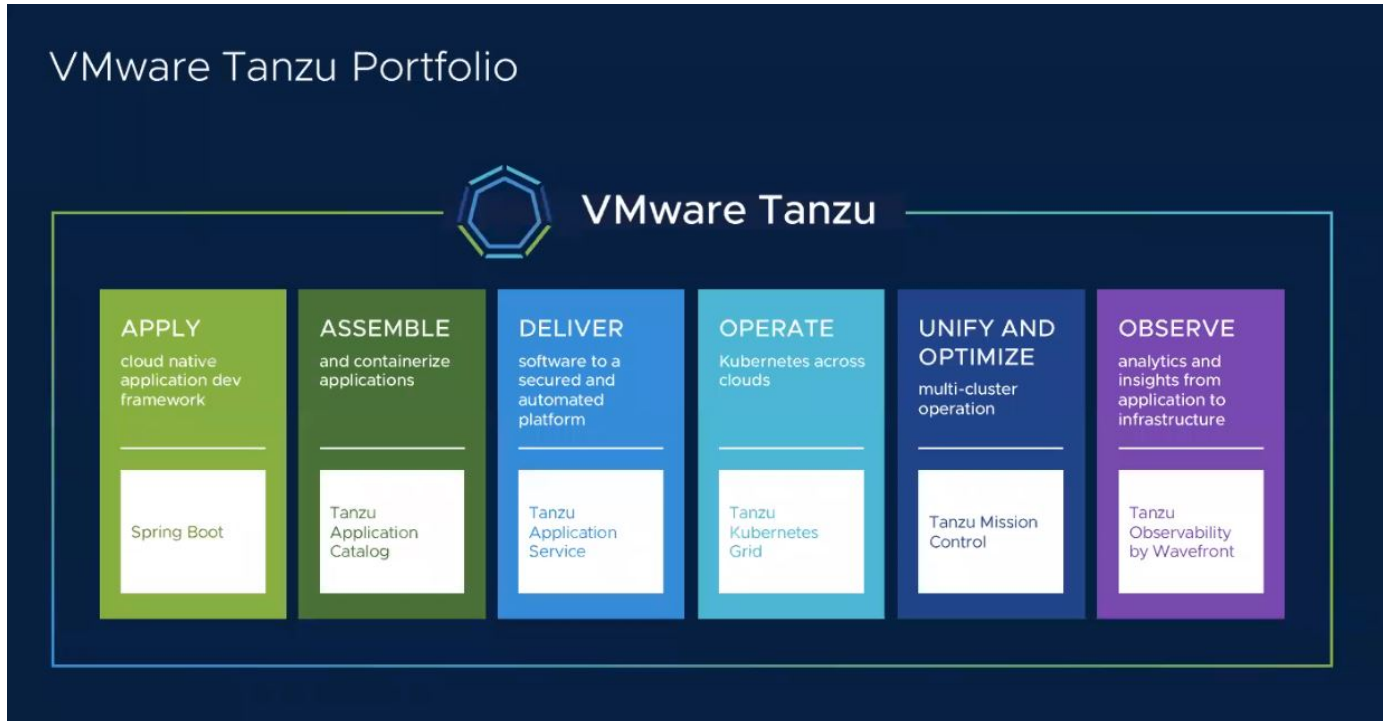 VMware Tanzu Portfolio
VMware Tanzu
APPLY
cloud native
application dev
framework
Spring Boot
ASSEMBLE
and containerize
applications
Tanzu
Application
Catalog
DELIVER
software to a
secured and
automated
platform
Tanzu
Application
Service
OPERATE
Kubernetes across
clouds
Tanzu
Kubernetes
Grid
UNIFY AND
OPTIMIZE
multi-cluster
operation
Tanzu Mission
Control
OBSERVE
analytics and
insights from
application to
infrastructure
Tanzu
Observability
by Wavefront